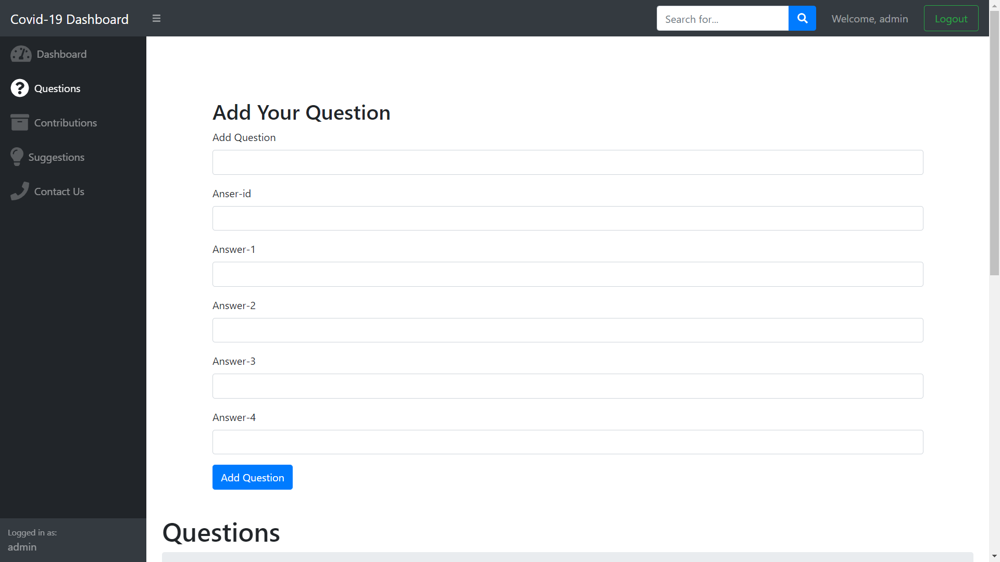 Covid-19 Dashboard
Search for...
Welcome, admin
Logout
Dashboard
Questions
Contributions
Suggestions
Contact Us
Add Your Question
Add Question
Anser-id
Answer-1
Answer-2
Answer-3
Answer-4
Add Question
Questions
Logged in as:
admin